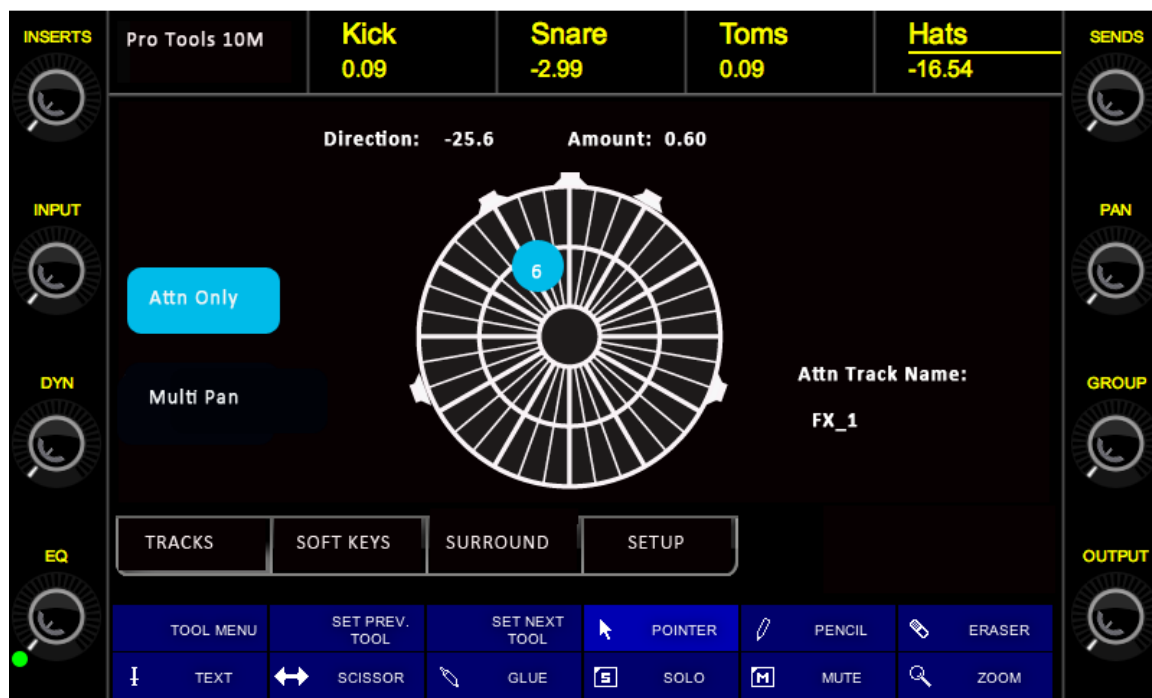 INSERTS
Pro Tools 10M
Kick
0.09
Snare
-2.99
Toms
0.09
Hats
-16.54
SENDS
Direction: -25.6 Amount: 0.60
INPUT
PAN
6
Attn Only
DYN
Multi Pan
Attn Track Name:
FX_1
GROUP
TRACKS
SOFT KEYS
SURROUND
SETUP
EQ
OUTPUT
TOOL MENU
SET PREV.
TOOL
SET NEXT
TOOL
POINTER
PENCIL
ERASER
TEXT
SCISSOR
GLUE
S
SOLO
M
MUTE
ZOOM